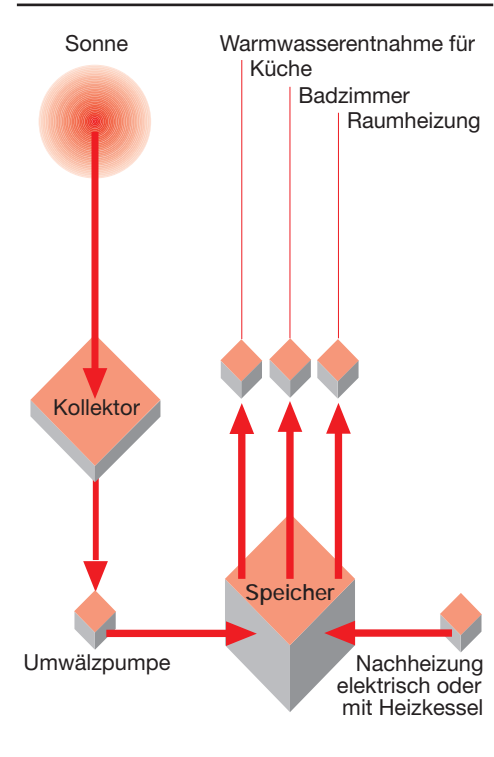 Sonne
Warmwasserentnahme für
Küche
Badzimmer
Raumheizung
Kollektor
Speicher
Umwälzpumpe
Nachheizung
elektrisch oder
mit Heizkessel